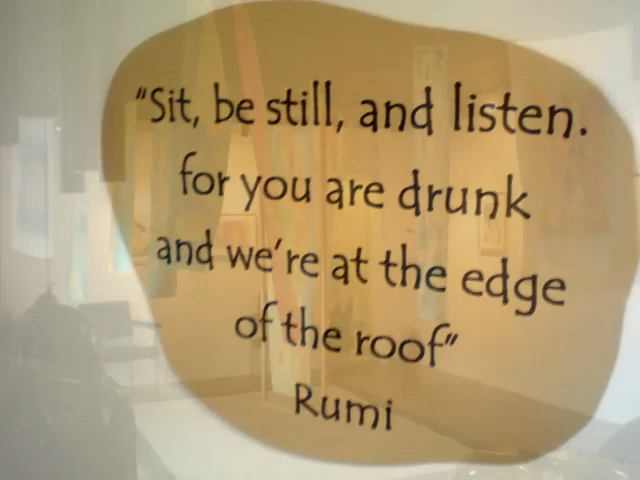 "Sit, be still, and listen.
for you are drunk
and we're at the edge
of the roof"
Rumi